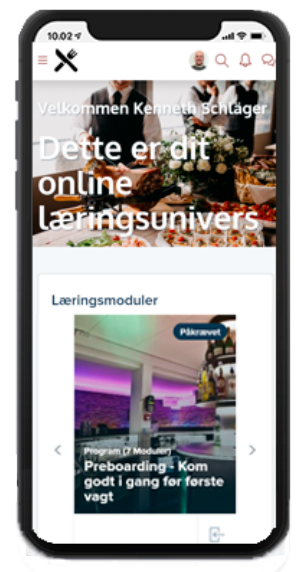 10.02
Velkommen Kenneth Schläger
Dette er dit
online
læringsunivers
Læringsmoduler
Påkrævet
Program (7 Moduler)
Preboarding - Kom
godt i gang før første
vagt